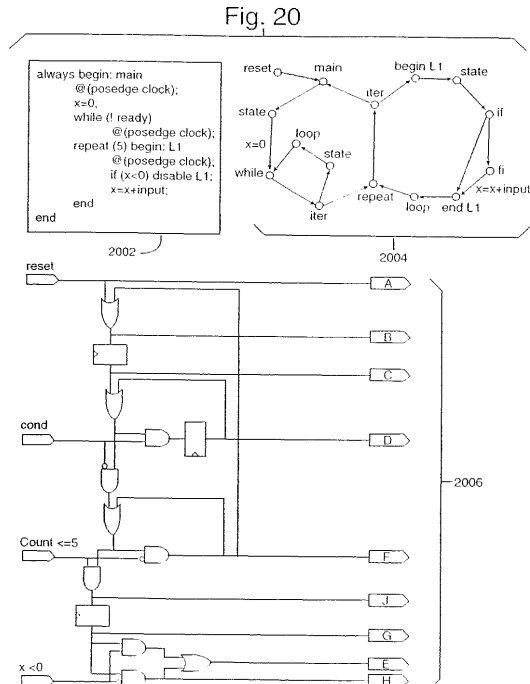 Fig. 20
always begin: main
@(posedge clock);
x=0,
while (! ready)
@(posedge clock);
repeat (5) begin: L1
@(posedge clock);
if (x<0) disable L1;
x=x+input;
end
end
2002
reset
main
begin L1
state
iter
state
if
x=0
loop
state
fi
while
x=x+input
iter
repeat
loop
end L1
2004
reset
A
B
C
cond
D
2006
Count <=5
F
J
G
E
x <0
H